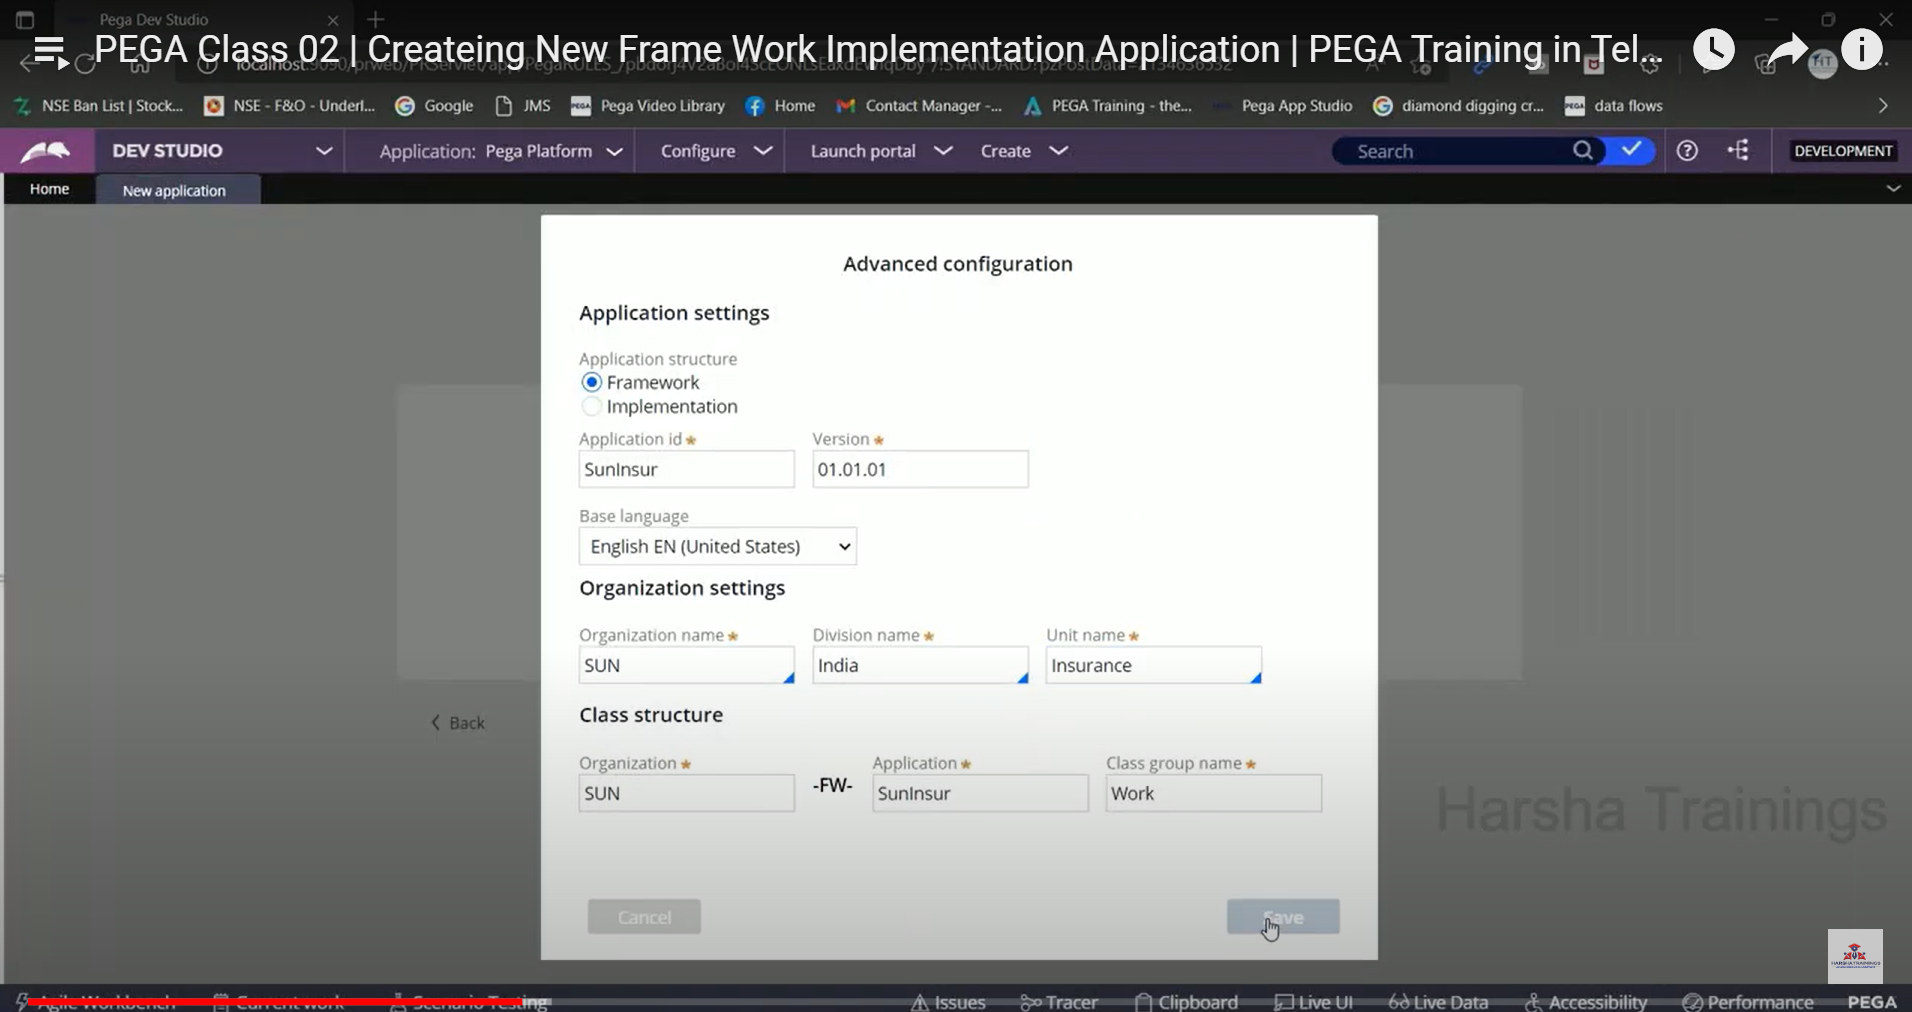 Pega Dev Studio
PEGA Class 02 | Createing New Frame Work Implementation Application | PEGA Training in Tel...
NSE Ban List | Stock... NSE - F&O - Underl... Google JMS Pega Video Library Home Contact Manager -... PEGA Training - the... Pega App Studio diamond digging cr... data flows
DEV STUDIO Application: Pega Platform Configure Launch portal Create Search DEVELOPMENT
Home New application
Advanced configuration
Application settings
Application structure
Framework
Implementation
Application id * Version *
SunInsur 01.01.01
Base language
English EN (United States)
Organization settings
Organization name * Division name * Unit name *
SUN India Insurance
Class structure
Back
Organization * Application * Class group name *
SUN -FW- SunInsur Work
Harsha Trainings
Cancel Save
HARSHA TRAININGS
Agile Workbench Current work Scenario Testing Issues Tracer Clipboard Live UI Live Data Accessibility Performance PEGA